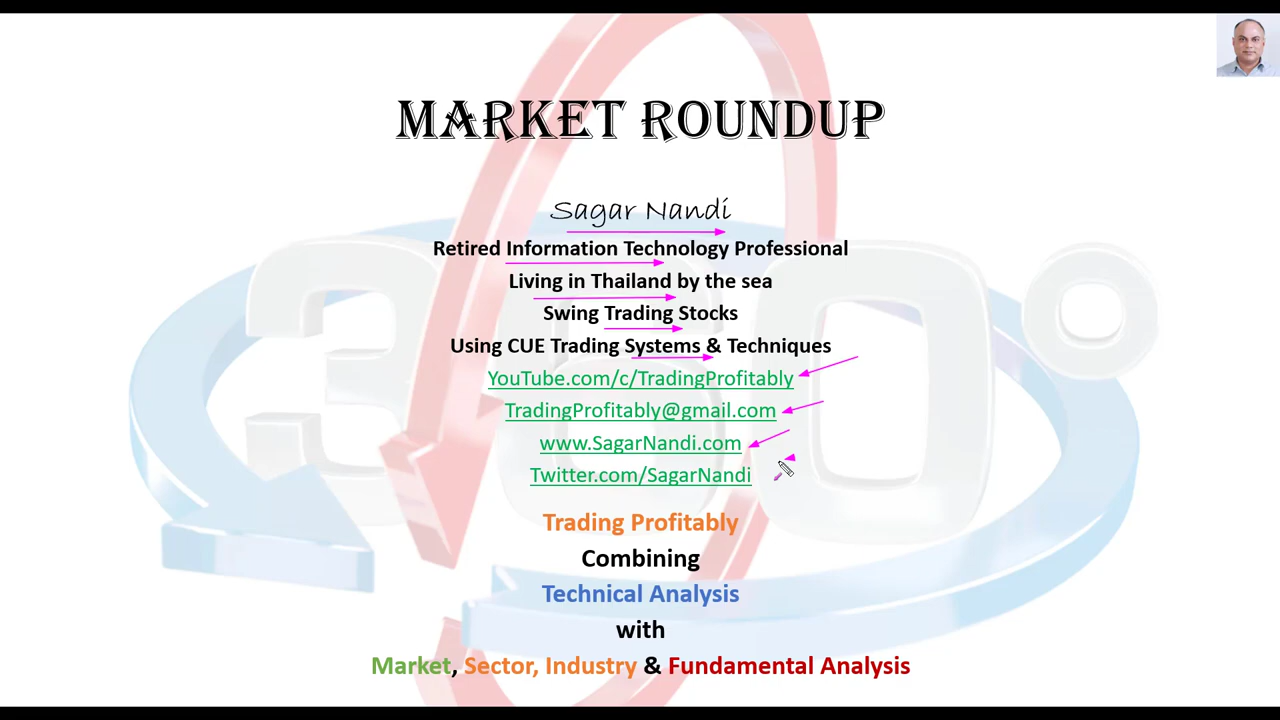 MARKET ROUNDUP
Sagar Nandi
Retired Information Technology Professional
Living in Thailand by the sea
Swing Trading Stocks
Using CUE Trading Systems & Techniques
YouTube.com/c/TradingProfitably
TradingProfitably@gmail.com
www.SagarNandi.com
Twitter.com/SagarNandi
Trading Profitably
Combining
Technical Analysis
with
Market, Sector, Industry & Fundamental Analysis
360°